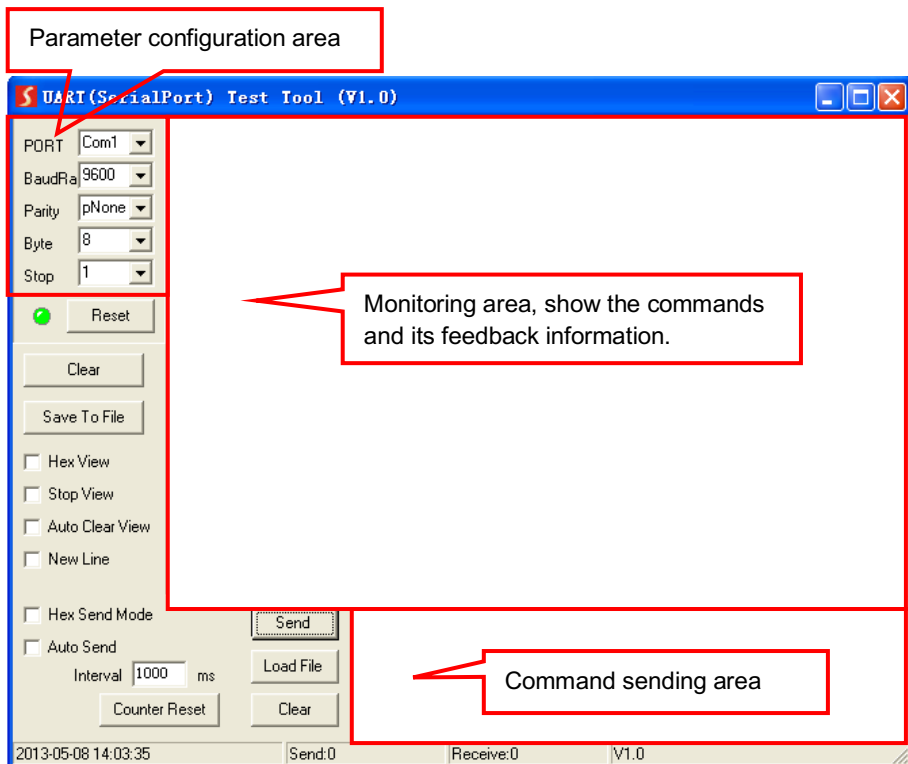 Parameter configuration area
UART(SerialPort) Test Tool (V1.0)
PORT Com1
BaudRa 9600
Parity pNone
Byte 8
Stop 1
Reset
Monitoring area, show the commands
and its feedback information.
Clear
Save To File
Hex View
Stop View
Auto Clear View
New Line
Hex Send Mode
Send
Auto Send
Interval 1000 ms
Load File
Command sending area
Counter Reset
Clear
2013-05-08 14:03:35 Send:0 Receive:0 V1.0